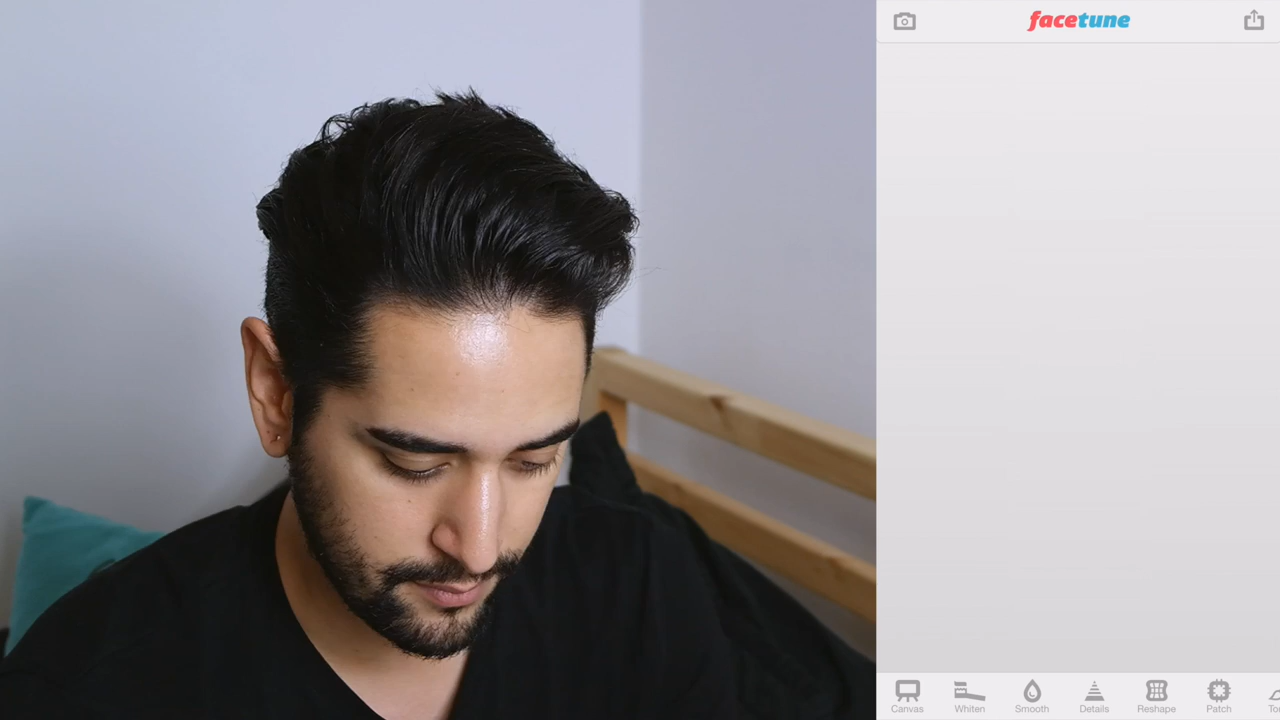 facetune
Canvas
Whiten
Smooth
Details
Reshape
Patch